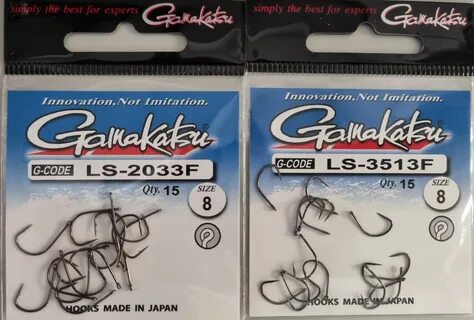 simply the best for experts
Gamakatsu
Innovation, Not Imitation.
Gamakatsu
G-CODE LS-2033F
Qty. 15 SIZE
8
HOOKS MADE IN JAPAN
simply the best for experts
Gamakatsu
Innovation, Not Imitation.
Gamakatsu
G-CODE LS-3513F
Qty. 15 SIZE
8
HOOKS MADE IN JAPAN